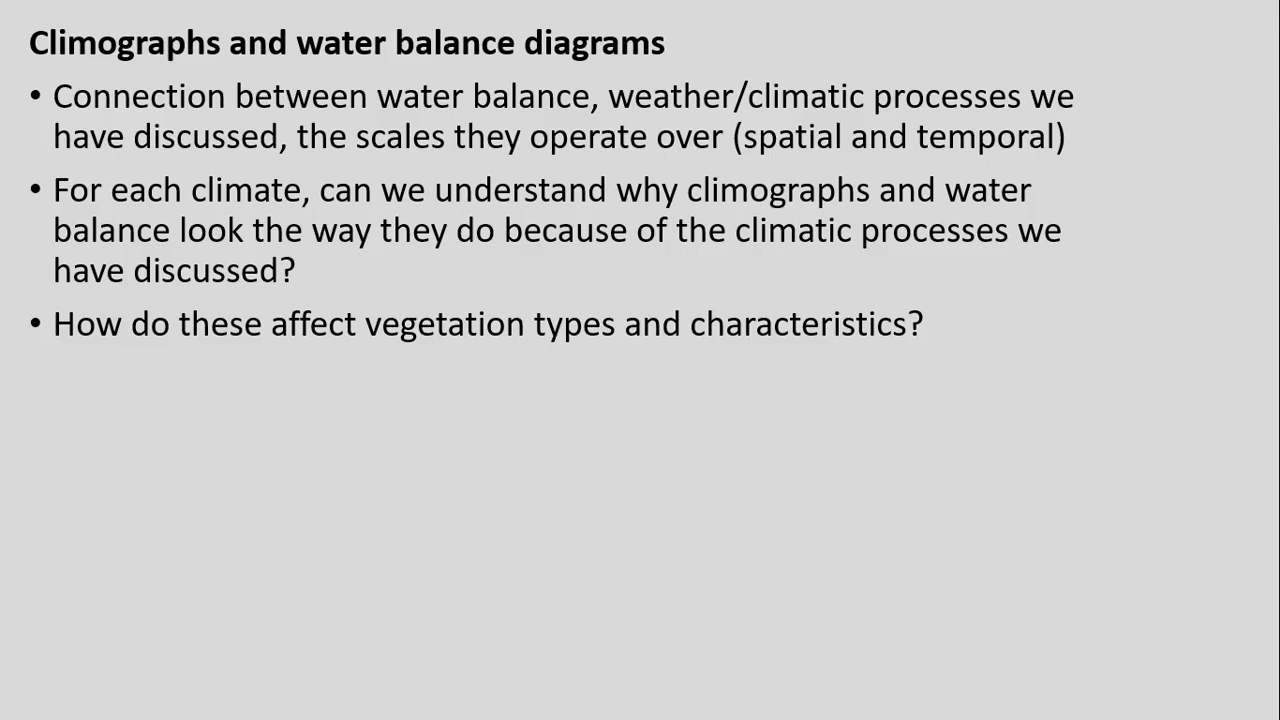 Climographs and water balance diagrams
• Connection between water balance, weather/climatic processes we
have discussed, the scales they operate over (spatial and temporal)
• For each climate, can we understand why climographs and water
balance look the way they do because of the climatic processes we
have discussed?
• How do these affect vegetation types and characteristics?